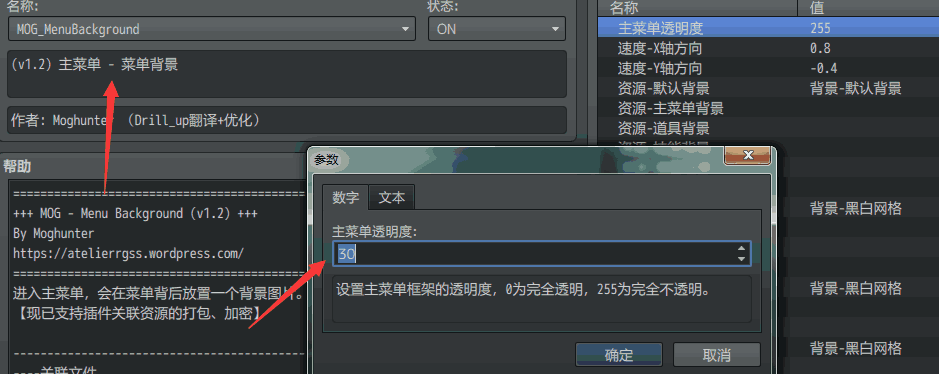 名称:
状态:
MOG_MenuBackground
ON
(v1.2) 主菜单 - 菜单背景
作者: Moghunter (Drill_up翻译+优化)
帮助
+++ MOG - Menu Background (v1.2) +++
By Moghunter
https://atelierrgss.wordpress.com/
进入主菜单，会在菜单背后放置一个背景图片。
【现已支持插件关联资源的打包、加密】
----关联文件
名称 值
主菜单透明度 255
速度-X轴方向 0.8
速度-Y轴方向 -0.4
资源-默认背景 背景-默认背景
资源-主菜单背景
资源-道具背景
背景-黑白网格
背景-黑白网格
背景-黑白网格
参数
数字
文本
主菜单透明度:
30
设置主菜单框架的透明度，0为完全透明，255为完全不透明。
确定
取消